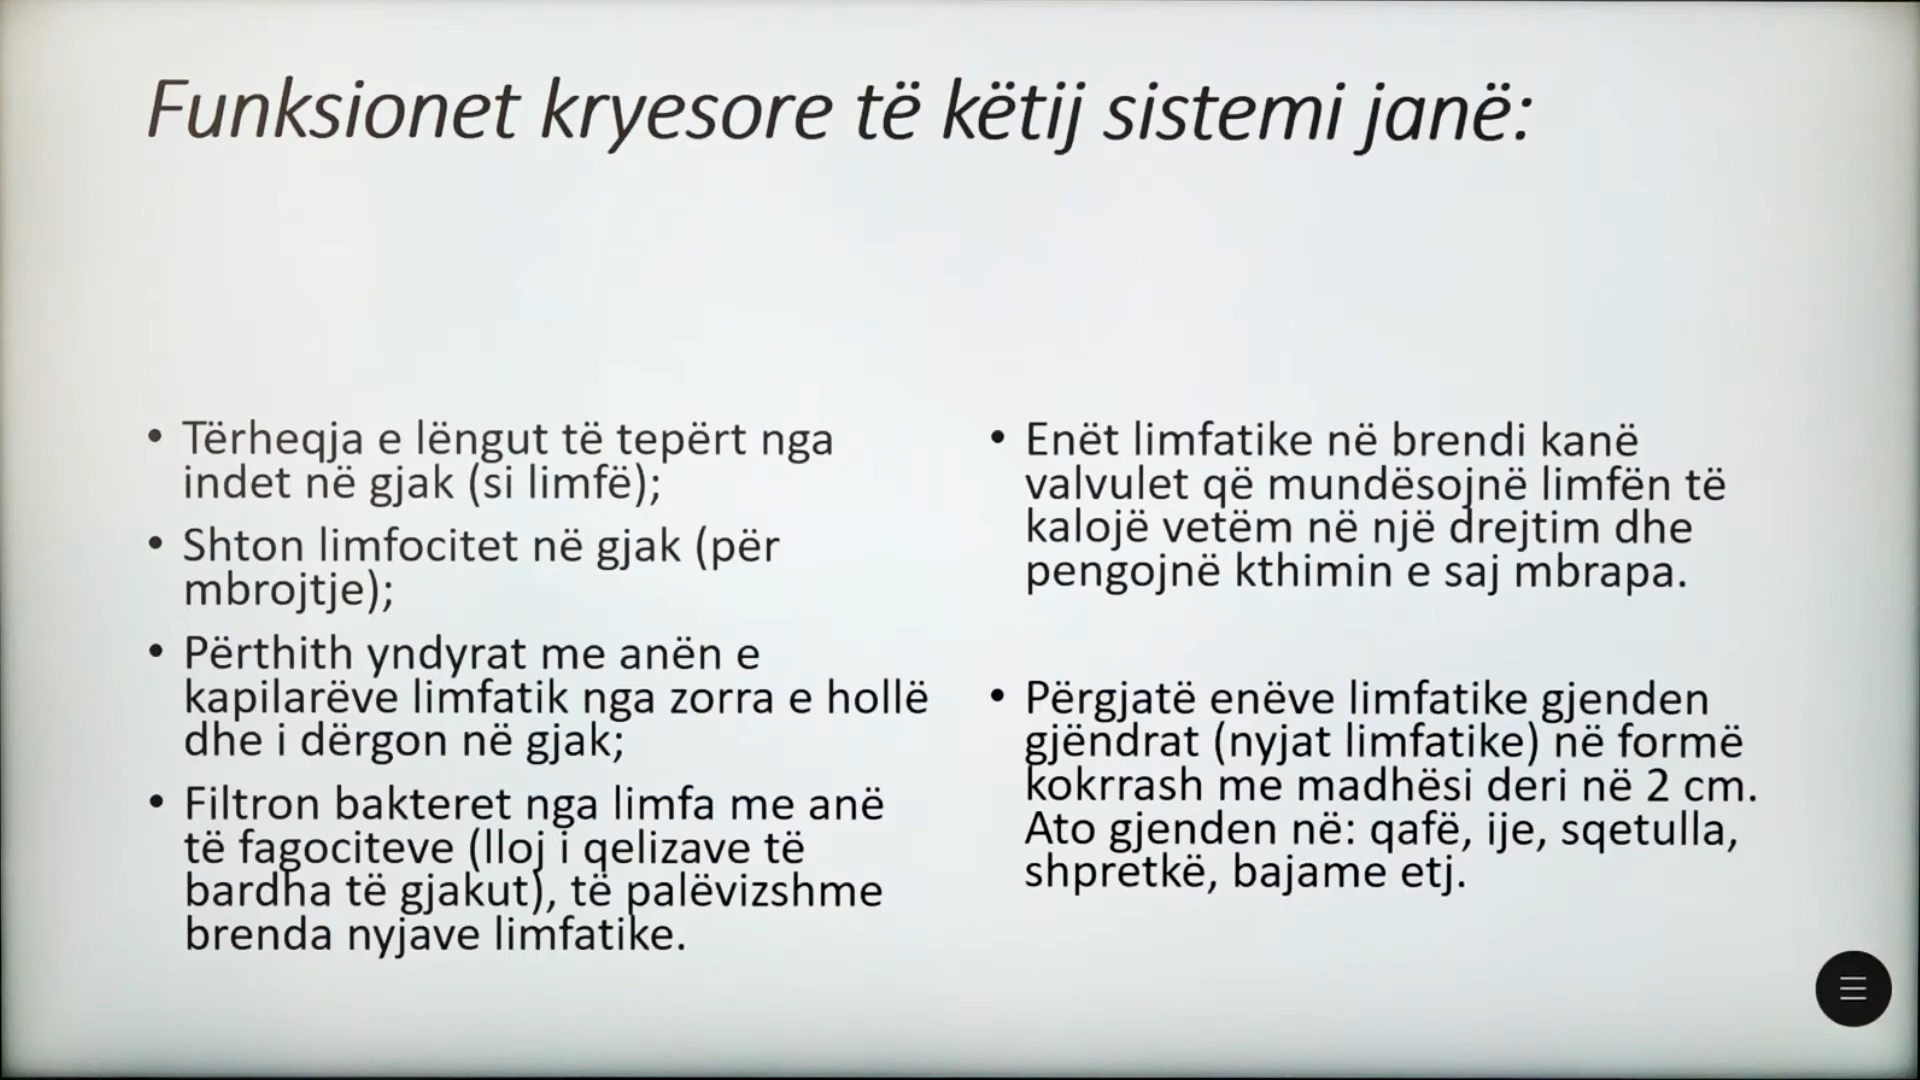 Funksionet kryesore të këtij sistemi janë:
• Tërheqja e lëngut të tepërt nga
indet në gjak (si limfë);
• Shton limfocitet në gjak (për
mbrojtje);
• Përthith yndyrat me anën e
kapilarëve limfatik nga zorra e hollë
dhe i dërgon në gjak;
• Filtron bakteret nga limfa me anë
të fagociteve (lloj i qelizave të
bardha të gjakut), të palëvizshme
brenda nyjave limfatike.
• Enët limfatike në brendi kanë
valvulet që mundësojnë limfën të
kalojë vetëm në një drejtim dhe
pengojnë kthimin e saj mbrapa.
• Përgjatë enëve limfatike gjenden
gjëndrat (nyjat limfatike) në formë
kokrrash me madhësi deri në 2 cm.
Ato gjenden në: qafë, ije, sqetulla,
shpretkë, bajame etj.